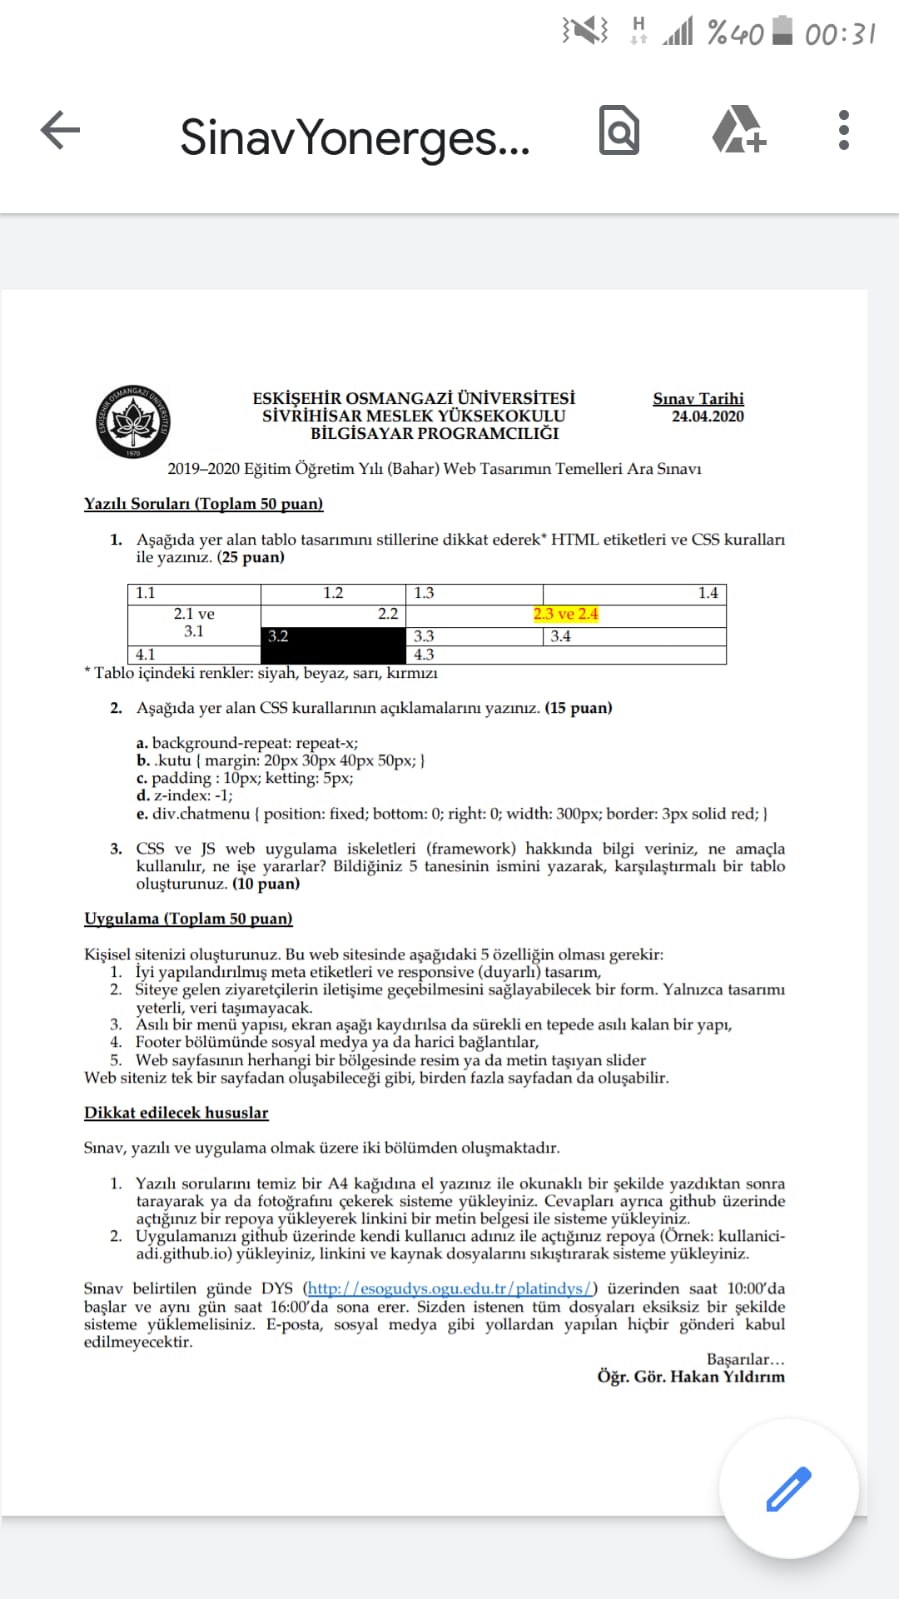 H %40 00:31
SinavYonerges...
ESKİŞEHİR OSMANGAZİ ÜNİVERSİTESİ
SİVRİHİSAR MESLEK YÜKSEKOKULU
BİLGİSAYAR PROGRAMCILIĞI
Sınav Tarihi
24.04.2020
ESKİŞEHİR OSMANGAZİ ÜNİVERSİTESİ
1970
2019–2020 Eğitim Öğretim Yılı (Bahar) Web Tasarımın Temelleri Ara Sınavı
Yazılı Soruları (Toplam 50 puan)
1. Aşağıda yer alan tablo tasarımını stillerine dikkat ederek* HTML etiketleri ve CSS kuralları
ile yazınız. (25 puan)
1.1 1.2 1.3 1.4
2.1 ve 2.2 2.3 ve 2.4
3.1 3.2 3.3 3.4
4.1 4.3
* Tablo içindeki renkler: siyah, beyaz, sarı, kırmızı
2. Aşağıda yer alan CSS kurallarının açıklamalarını yazınız. (15 puan)
a. background-repeat: repeat-x;
b. .kutu { margin: 20px 30px 40px 50px; }
c. padding : 10px; ketting: 5px;
d. z-index: -1;
e. div.chatmenu { position: fixed; bottom: 0; right: 0; width: 300px; border: 3px solid red; }
3. CSS ve JS web uygulama iskeletleri (framework) hakkında bilgi veriniz, ne amaçla
kullanılır, ne işe yararlar? Bildiğiniz 5 tanesinin ismini yazarak, karşılaştırmalı bir tablo
oluşturunuz. (10 puan)
Uygulama (Toplam 50 puan)
Kişisel sitenizi oluşturunuz. Bu web sitesinde aşağıdaki 5 özelliğin olması gerekir:
1. İyi yapılandırılmış meta etiketleri ve responsive (duyarlı) tasarım,
2. Siteye gelen ziyaretçilerin iletişime geçebilmesini sağlayabilecek bir form. Yalnızca tasarımı
yeterli, veri taşımayacak.
3. Asılı bir menü yapısı, ekran aşağı kaydırılsa da sürekli en tepede asılı kalan bir yapı,
4. Footer bölümünde sosyal medya ya da harici bağlantılar,
5. Web sayfasının herhangi bir bölgesinde resim ya da metin taşıyan slider
Web siteniz tek bir sayfadan oluşabileceği gibi, birden fazla sayfadan da oluşabilir.
Dikkat edilecek hususlar
Sınav, yazılı ve uygulama olmak üzere iki bölümden oluşmaktadır.
1. Yazılı sorularını temiz bir A4 kağıdına el yazınız ile okunaklı bir şekilde yazdıktan sonra
tarayarak ya da fotoğrafını çekerek sisteme yükleyiniz. Cevapları ayrıca github üzerinde
açtığınız bir repoya yükleyerek linkini bir metin belgesi ile sisteme yükleyiniz.
2. Uygulamanızı github üzerinde kendi kullanıcı adınız ile açtığınız repoya (Örnek: kullanici-
adi.github.io) yükleyiniz, linkini ve kaynak dosyalarını sıkıştırarak sisteme yükleyiniz.
Sınav belirtilen günde DYS (http://esogudys.ogu.edu.tr/platindys/) üzerinden saat 10:00'da
başlar ve aynı gün saat 16:00'da sona erer. Sizden istenen tüm dosyaları eksiksiz bir şekilde
sisteme yüklemelisiniz. E-posta, sosyal medya gibi yollardan yapılan hiçbir gönderi kabul
edilmeyecektir.
Başarılar…
Öğr. Gör. Hakan Yıldırım